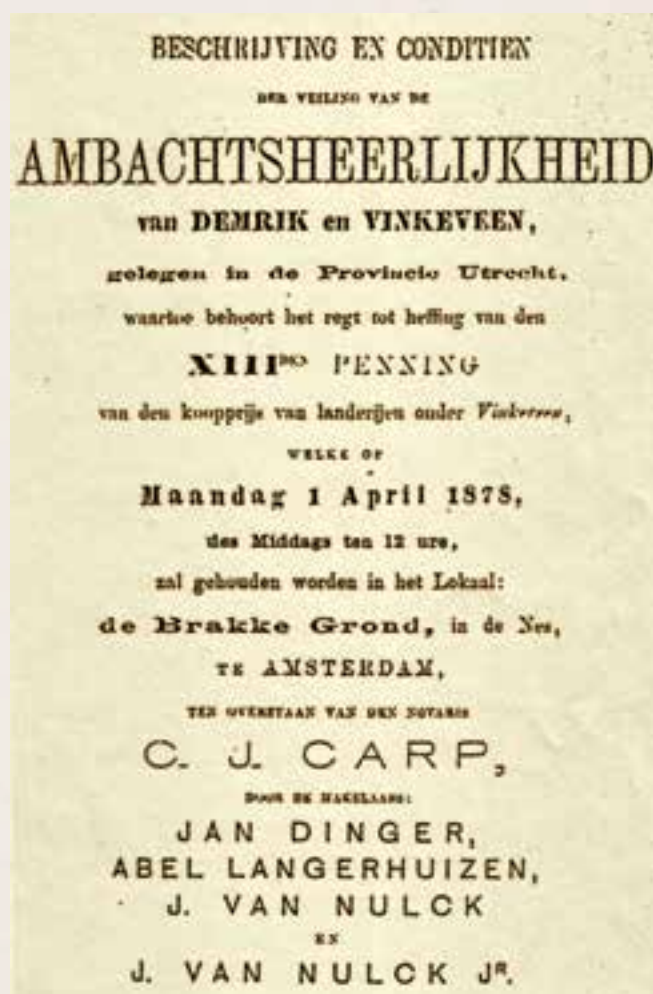 BESCHRIJVING EN CONDITIEN
DER VEILING VAN DE
AMBACHTSHEERLIJKHEID
van DEMRIK en VINKEVEEN,
gelegen in de Provincie Utrecht,
waartoe behoort het regt tot heffing van den
XIIIDEN PENNING
van den koopprijs van landerijen onder Vinkeveen,
WELKE OP
Maandag 1 April 1878,
des Middags ten 12 ure,
zal gehouden worden in het Lokaal:
de Brakke Grond, in de Nes,
TE AMSTERDAM,
TEN OVERSTAAN VAN DEN NOTARIS
C. J. CARP,
DOOR DE MAKELAARS:
JAN DINGER,
ABEL LANGERHUIZEN,
J. VAN NULCK
EN
J. VAN NULCK JR.